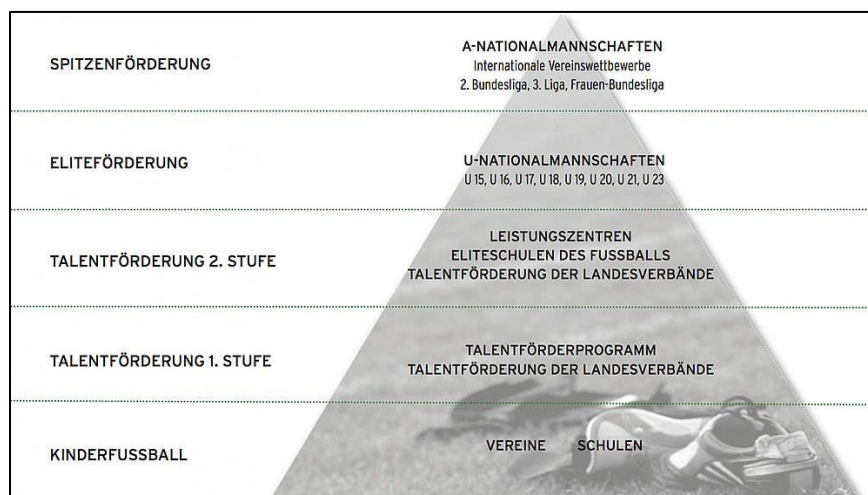 SPITZENFÖRDERUNG
A-NATIONALMANNSCHAFTEN
Internationale Vereinswettbewerbe
2. Bundesliga, 3. Liga, Frauen-Bundesliga
ELITEFÖRDERUNG
U-NATIONALMANNSCHAFTEN
U 15, U 16, U 17, U 18, U 19, U 20, U 21, U 23
TALENTFÖRDERUNG 2. STUFE
LEISTUNGSZENTREN
ELITESCHULEN DES FUSSBALLS
TALENTFÖRDERUNG DER LANDESVERBÄNDE
TALENTFÖRDERUNG 1. STUFE
TALENTFÖRDERPROGRAMM
TALENTFÖRDERUNG DER LANDESVERBÄNDE
KINDERFUSSBALL
VEREINE SCHULEN